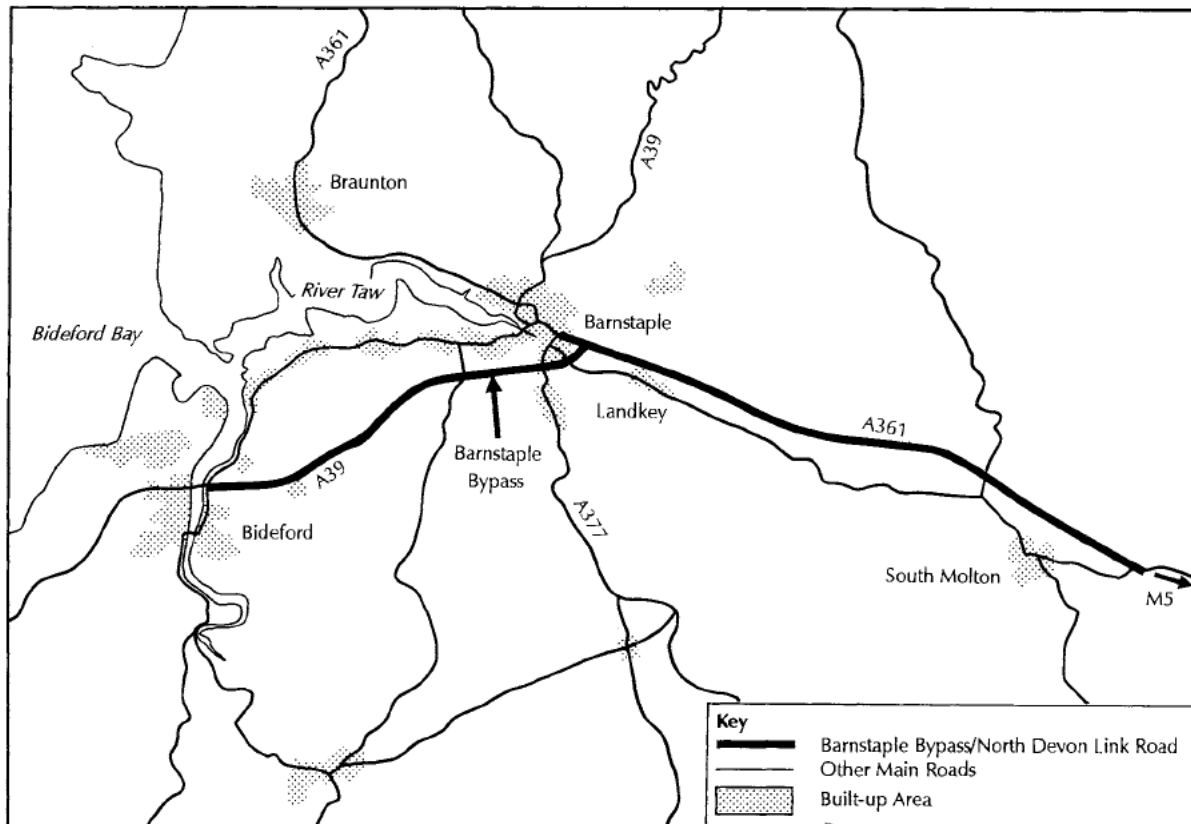 A361
A39
Braunton
River Taw
Bideford Bay
Barnstaple
Landkey
A361
Barnstaple
Bypass
A39
A377
Bideford
South Molton
M5
Key
Barnstaple Bypass/North Devon Link Road
Other Main Roads
Built-up Area